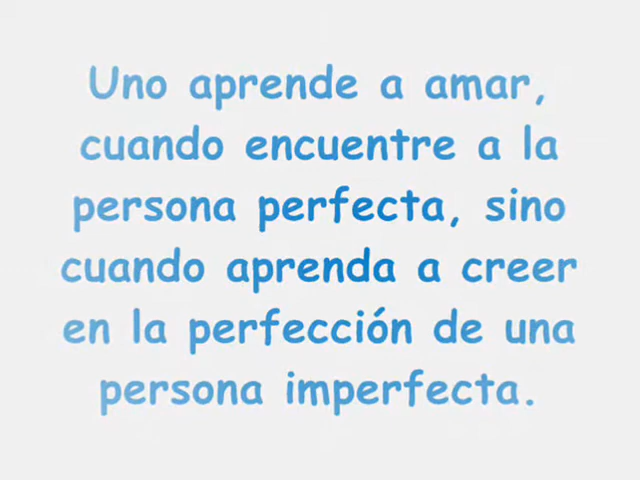 Uno aprende a amar,
cuando encuentre a la
persona perfecta, sino
cuando aprenda a creer
en la perfección de una
persona imperfecta.